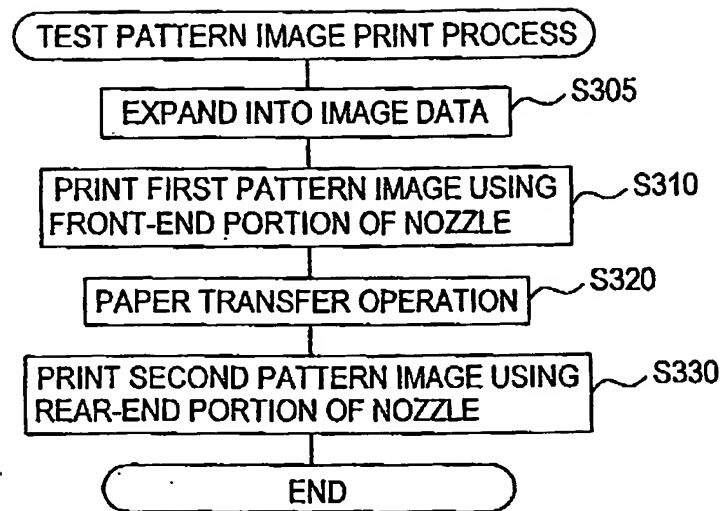 TEST PATTERN IMAGE PRINT PROCESS
EXPAND INTO IMAGE DATA
S305
PRINT FIRST PATTERN IMAGE USING
FRONT-END PORTION OF NOZZLE
S310
PAPER TRANSFER OPERATION
S320
PRINT SECOND PATTERN IMAGE USING
REAR-END PORTION OF NOZZLE
S330
END